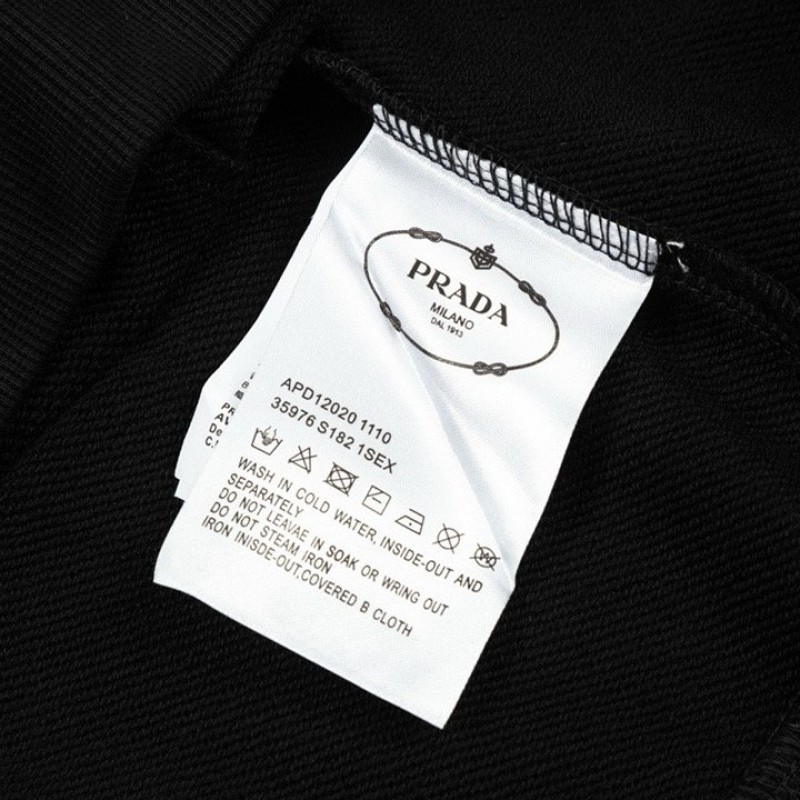 PRADA
MILANO
DAL 1913
APD12020 1110
35976 S182 1SEX
WASH IN COLD WATER, INSIDE-OUT AND
SEPARATELY
DO NOT LEAVAE IN SOAK OR WRING OUT
DO NOT STEAM IRON
IRON INISDE-OUT,COVERED B CLOTH